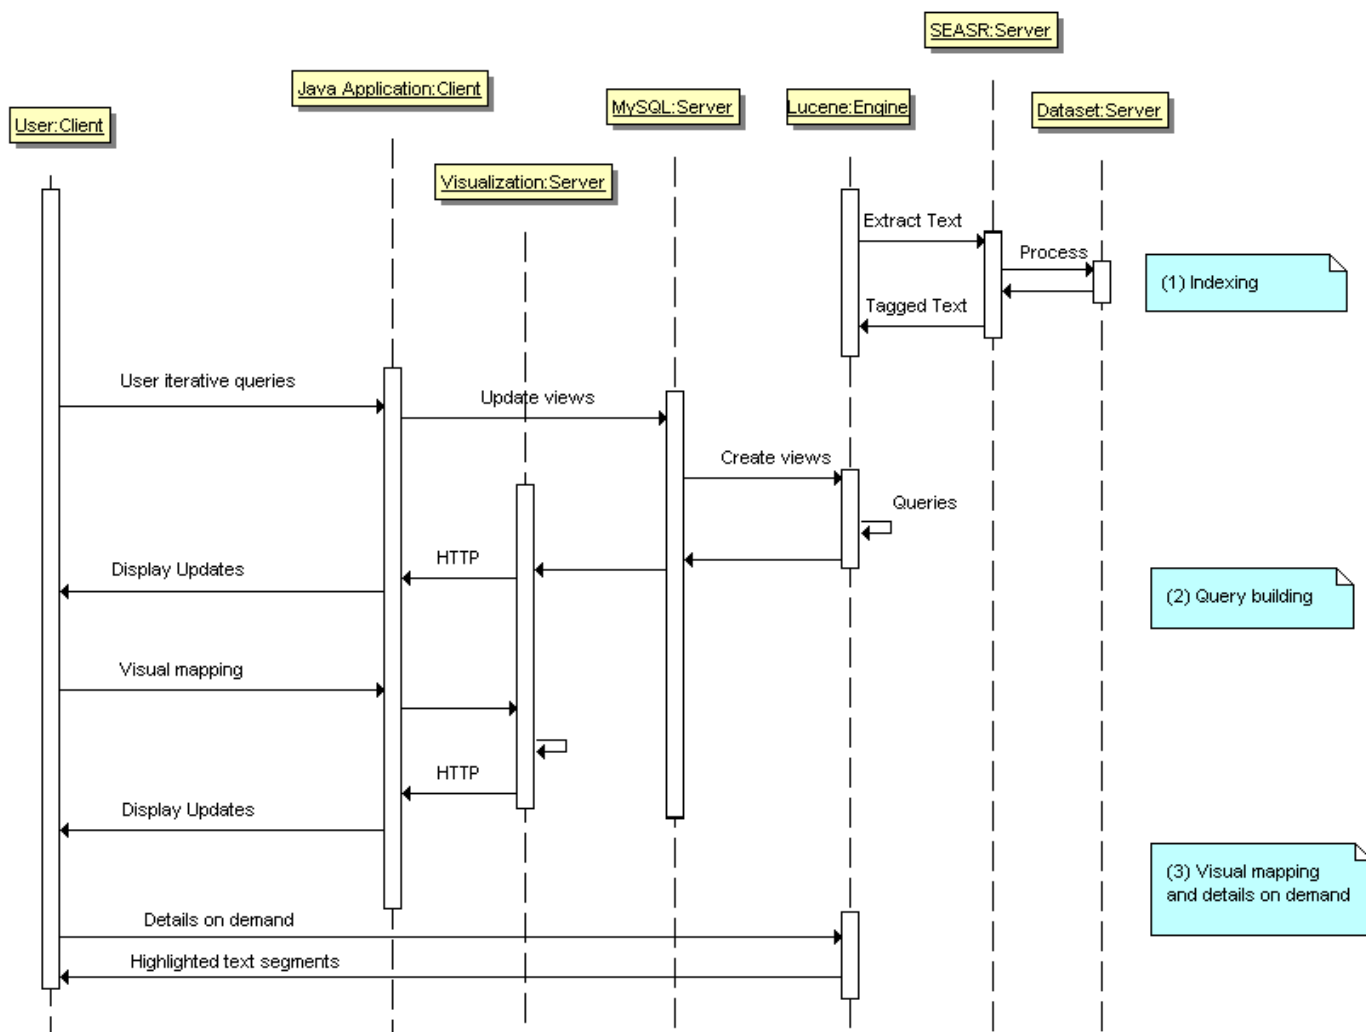 SEASR:Server
Java Application:Client
MySQL:Server
Lucene:Engine
Dataset:Server
User:Client
Visualization:Server
Extract Text
Process
(1) Indexing
Tagged Text
User iterative queries
Update views
Create views
Queries
HTTP
Display Updates
(2) Query building
Visual mapping
HTTP
Display Updates
(3) Visual mapping
and details on demand
Details on demand
Highlighted text segments